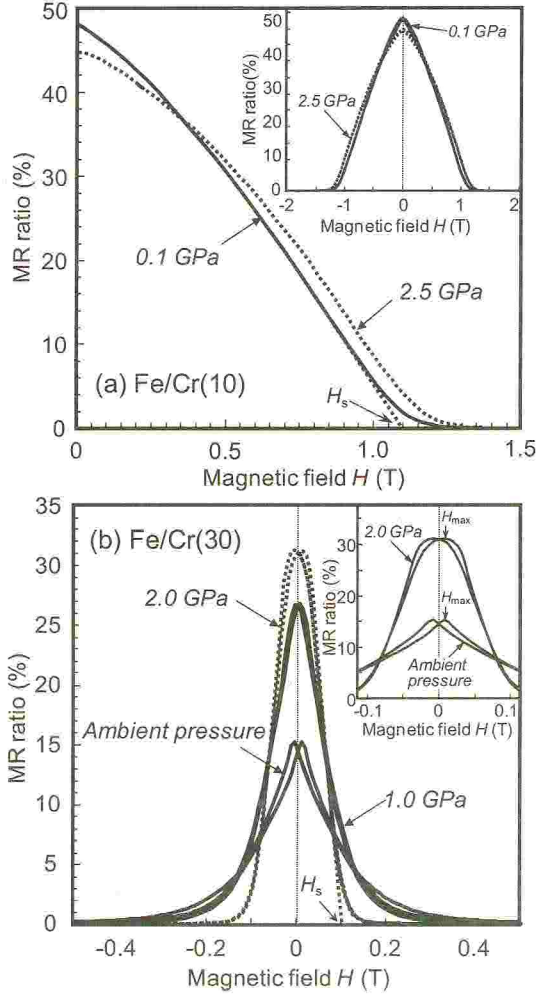 50
40
30
20
10
0
MR ratio (%)
0.1 GPa
2.5 GPa
Hs
(a) Fe/Cr(10)
0 0.5 1.0 1.5
Magnetic field H (T)
50
40
30
20
10
0
MR ratio(%)
0.1 GPa
2.5 GPa
-2 -1 0 1 2
Magnetic field H (T)
35
30
25
20
15
10
5
0
MR ratio (%)
(b) Fe/Cr(30)
2.0 GPa
Ambient pressure
1.0 GPa
Hs
-0.4 -0.2 0 0.2 0.4
Magnetic field H (T)
30
20
10
0
MR ratio (%)
2.0 GPa
Hmax
Hmax
Ambient
pressure
-0.1 0 0.1
Magnetic field H (T)